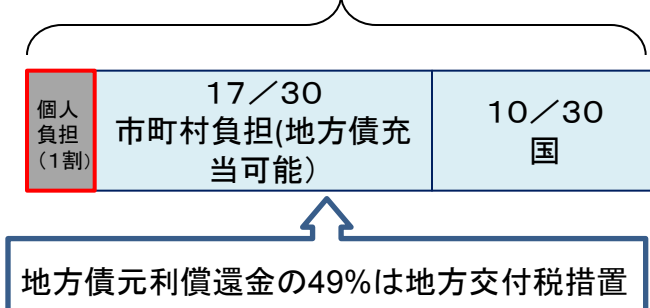 個人
負担
（１割）
１７／３０
市町村負担(地方債充
当可能）
１０／３０
国
地方債元利償還金の49%は地方交付税措置